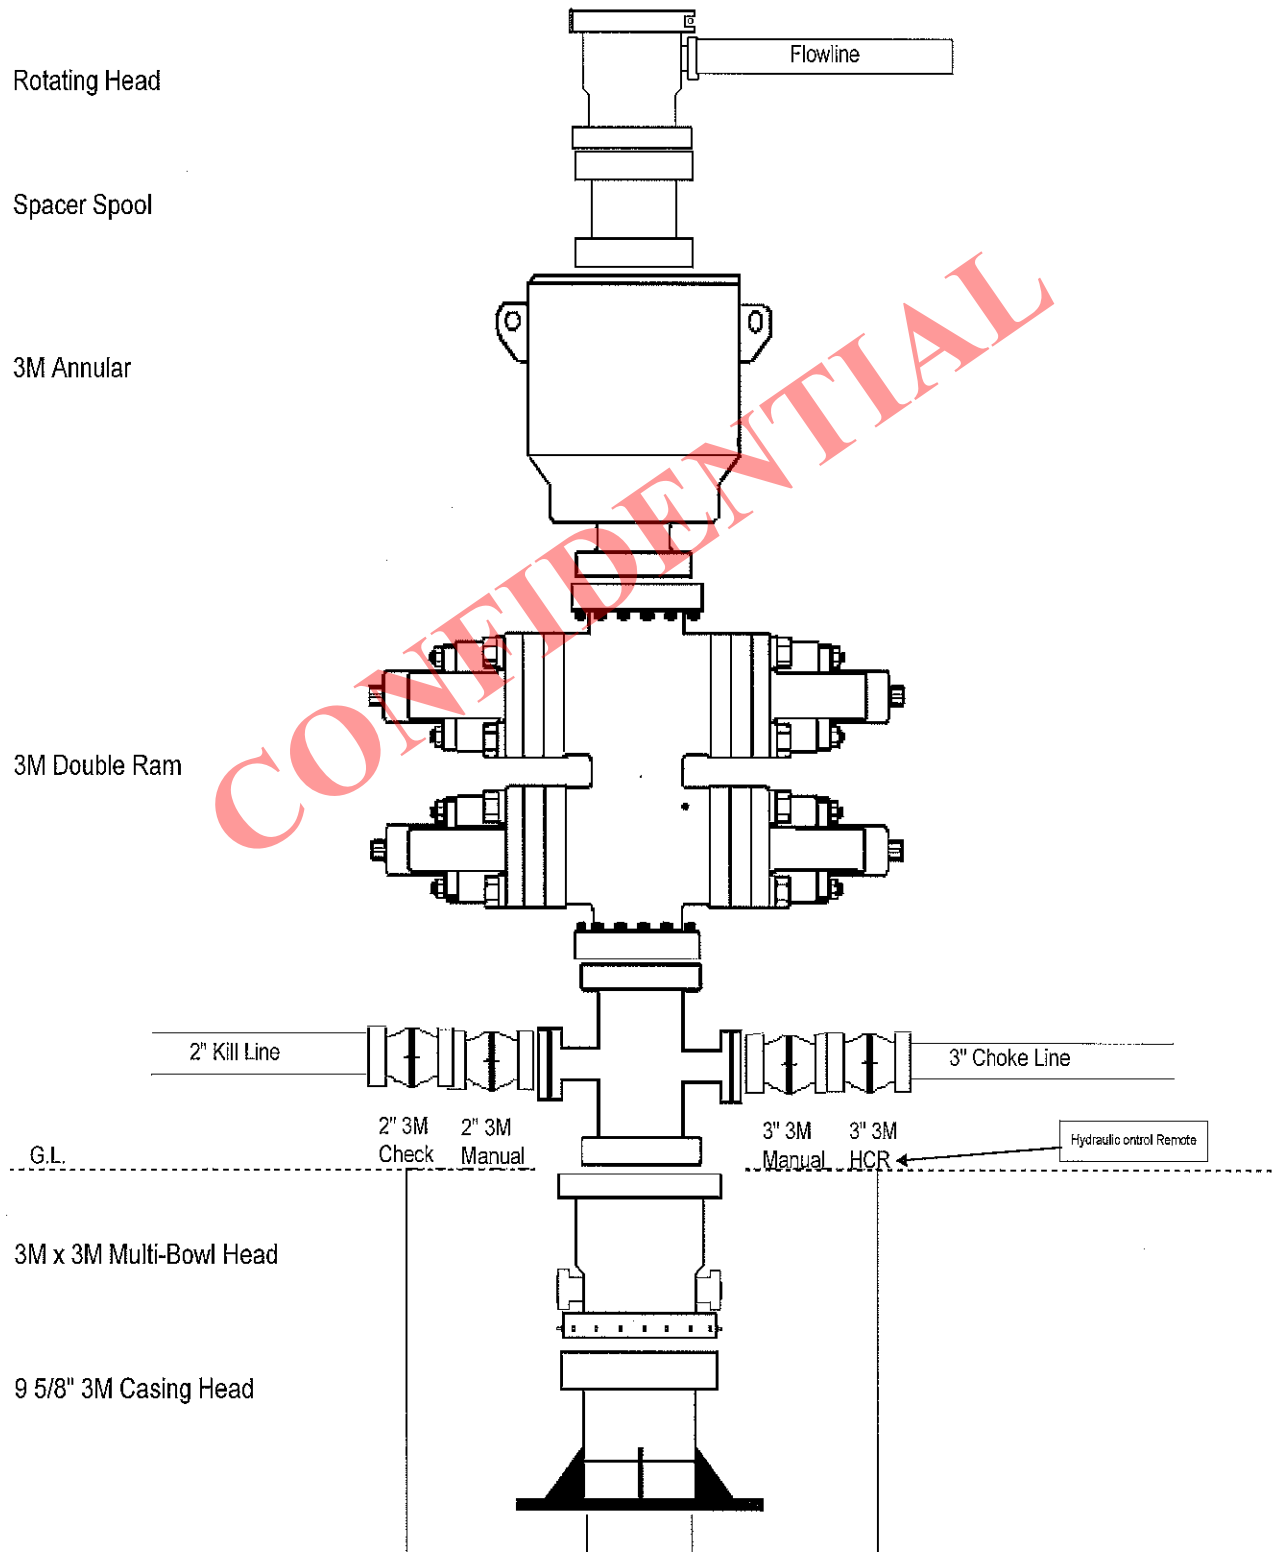 Flowline
Rotating Head
Spacer Spool
3M Annular
CONFIDENTIAL
3M Double Ram
2" Kill Line
3" Choke Line
2" 3M
Check
2" 3M
Manual
3" 3M
Manual
3" 3M
HCR
Hydraulic ontrol Remote
G.L.
3M x 3M Multi-Bowl Head
9 5/8" 3M Casing Head